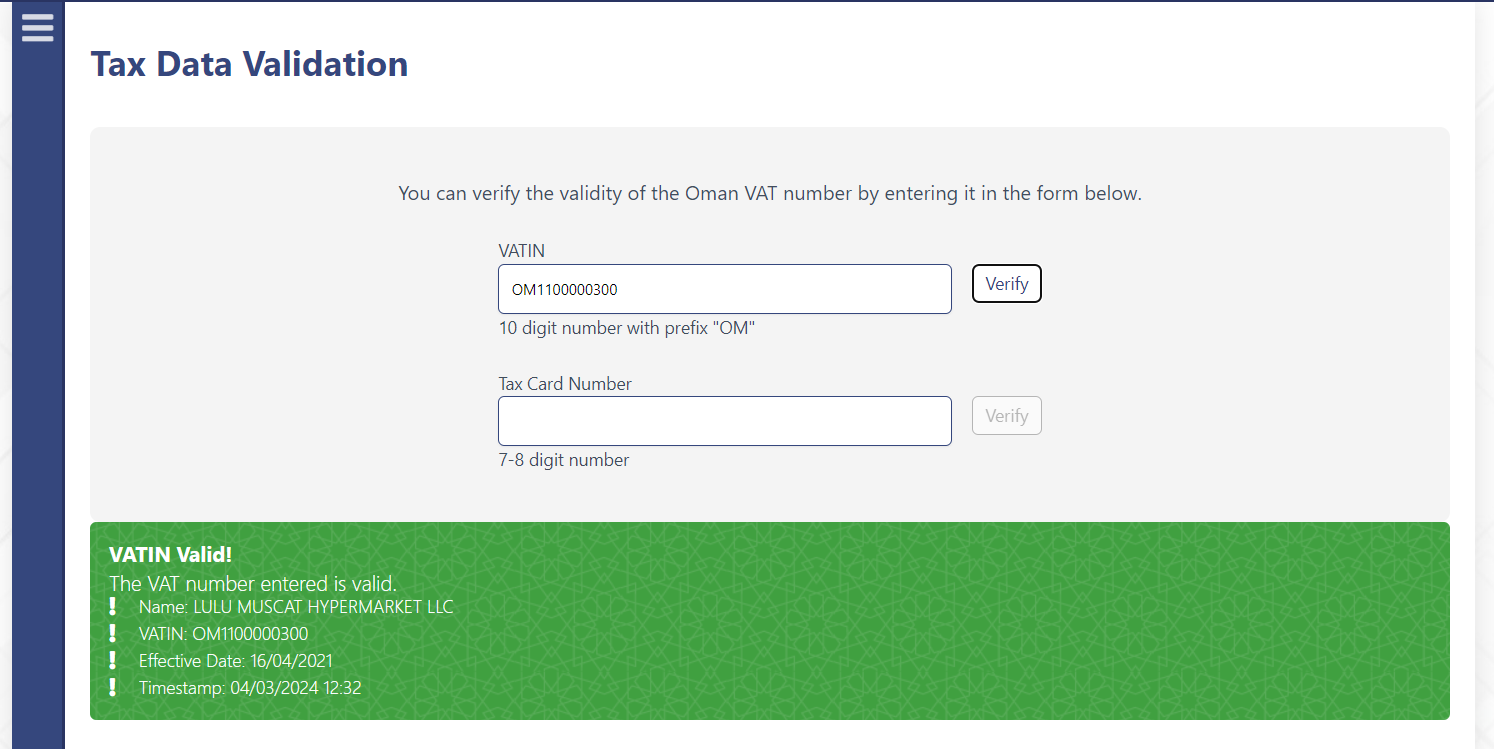 Tax Data Validation
You can verify the validity of the Oman VAT number by entering it in the form below.
VATIN
OM1100000300
Verify
10 digit number with prefix "OM"
Tax Card Number
Verify
7-8 digit number
VATIN Valid!
The VAT number entered is valid.
Name: LULU MUSCAT HYPERMARKET LLC
VATIN: OM1100000300
Effective Date: 16/04/2021
Timestamp: 04/03/2024 12:32